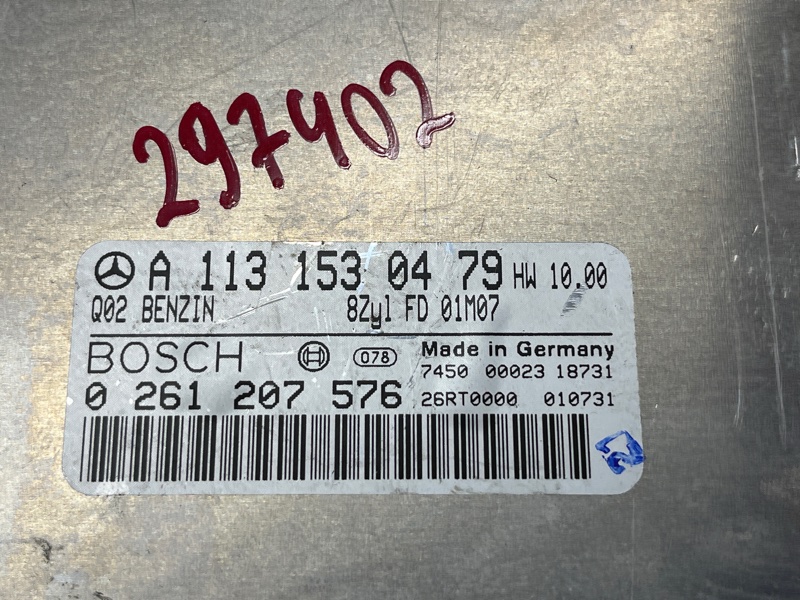 297402
A 113 153 04 79 HW 10.00
Q02 BENZIN 8Zyl FD 01M07
BOSCH 078 Made in Germany
7450 00023 18731
0 261 207 576 26RT0000 010731